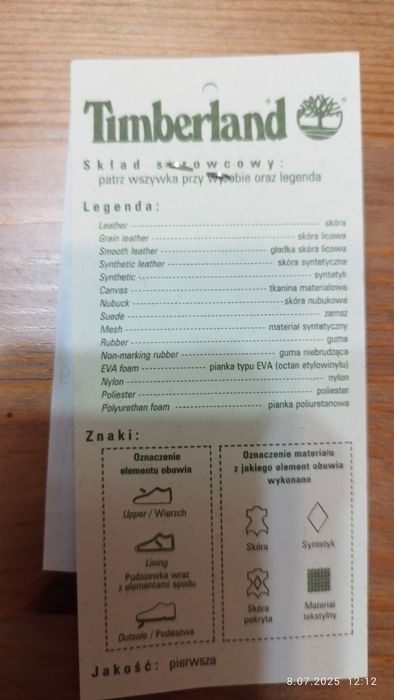 Timberland ®
Skład surowcowy:
patrz wszywka przy wyrobie oraz legenda
Legenda:
Leather skóra
Grain leather skóra licowa
Smooth leather gładka skóra licowa
Synthetic leather skóra syntetyczna
Synthetic syntetyk
Canvas tkanina materiałowa
Nubuck skóra nubukowa
Suede zamsz
Mesh materiał syntetyczny
Rubber guma
Non-marking rubber guma niebrudząca
EVA foam pianka typu EVA (octan etylowinylu)
Nylon nylon
Poliester poliester
Polyurethan foam pianka poliuretanowa
Znaki:
Oznaczenie
elementu obuwia
Upper / Wierzch
Lining
Podszewka wraz
z elementami spodu
Outsole / Podeszwa
Oznaczenie materiału
z jakiego element obuwia
wykonano
Skóra
Syntetyk
Skóra
pokryta
Materiał
tekstylny
Jakość: pierwsza
8.07.2025 12:12